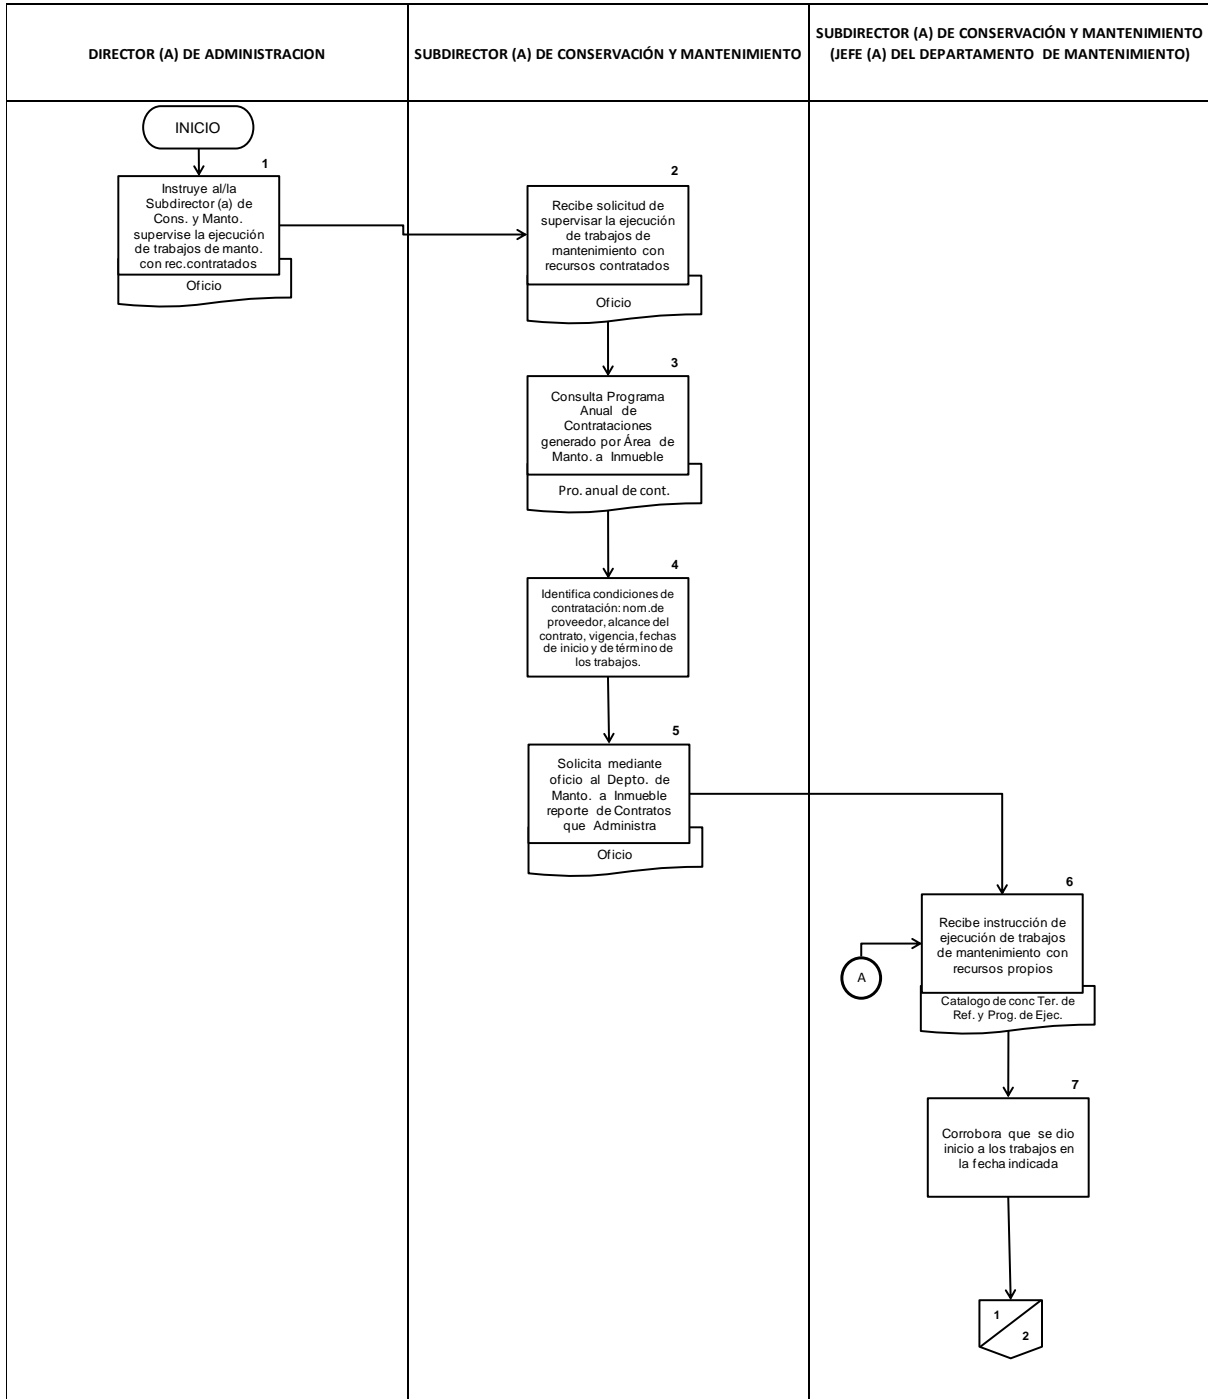 DIRECTOR (A) DE ADMINISTRACION
SUBDIRECTOR (A) DE CONSERVACIÓN Y MANTENIMIENTO
SUBDIRECTOR (A) DE CONSERVACIÓN Y MANTENIMIENTO
(JEFE (A) DEL DEPARTAMENTO DE MANTENIMIENTO)
INICIO
1
Instruye al/la
Subdirector (a) de
Cons. y Manto.
supervise la ejecución
de trabajos de manto.
con rec.contratados
Oficio
2
Recibe solicitud de
supervisar la ejecución
de trabajos de
mantenimiento con
recursos contratados
Oficio
3
Consulta Programa
Anual de
Contrataciones
generado por Área de
Manto. a Inmueble
Pro. anual de cont.
4
Identifica condiciones de
contratación: nom.de
proveedor, alcance del
contrato, vigencia, fechas
de inicio y de término de
los trabajos.
5
Solicita mediante
oficio al Depto. de
Manto. a Inmueble
reporte de Contratos
que Administra
Oficio
6
Recibe instrucción de
ejecución de trabajos
de mantenimiento con
recursos propios
A
Catalogo de conc Ter. de
Ref. y Prog. de Ejec.
7
Corrobora que se dio
inicio a los trabajos en
la fecha indicada
1
2